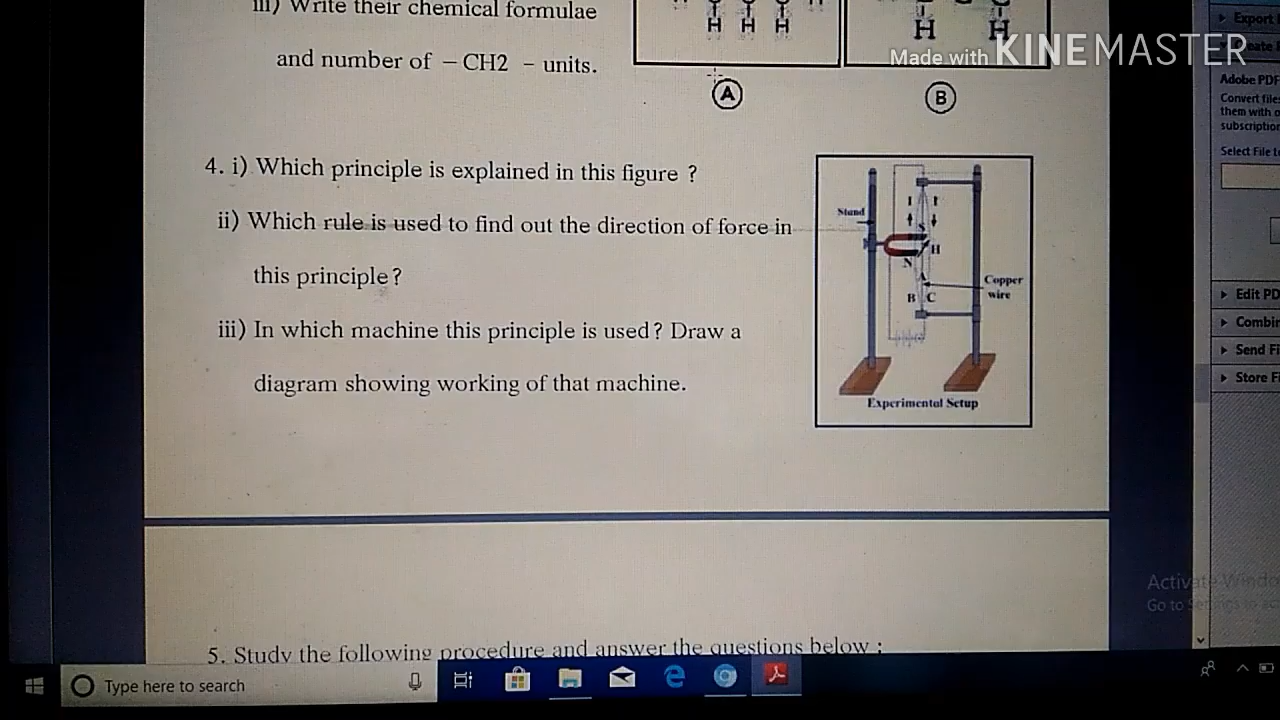 iii) Write their chemical formulae
and number of – CH2 – units.
H H H
H H
A
B
Made with KINEMASTER
4. i) Which principle is explained in this figure ?
ii) Which rule is used to find out the direction of force in
this principle?
iii) In which machine this principle is used? Draw a
diagram showing working of that machine.
Stand
I I
S
H
N
A
Copper
wire
B C
Experimental Setup
5. Study the following procedure and answer the questions below :
Export
Adobe PDF
Convert files
them with o
subscription
Select File t
Edit PD
Combin
Send Fi
Store Fi
Activate Windo
Go to Settings to
Type here to search